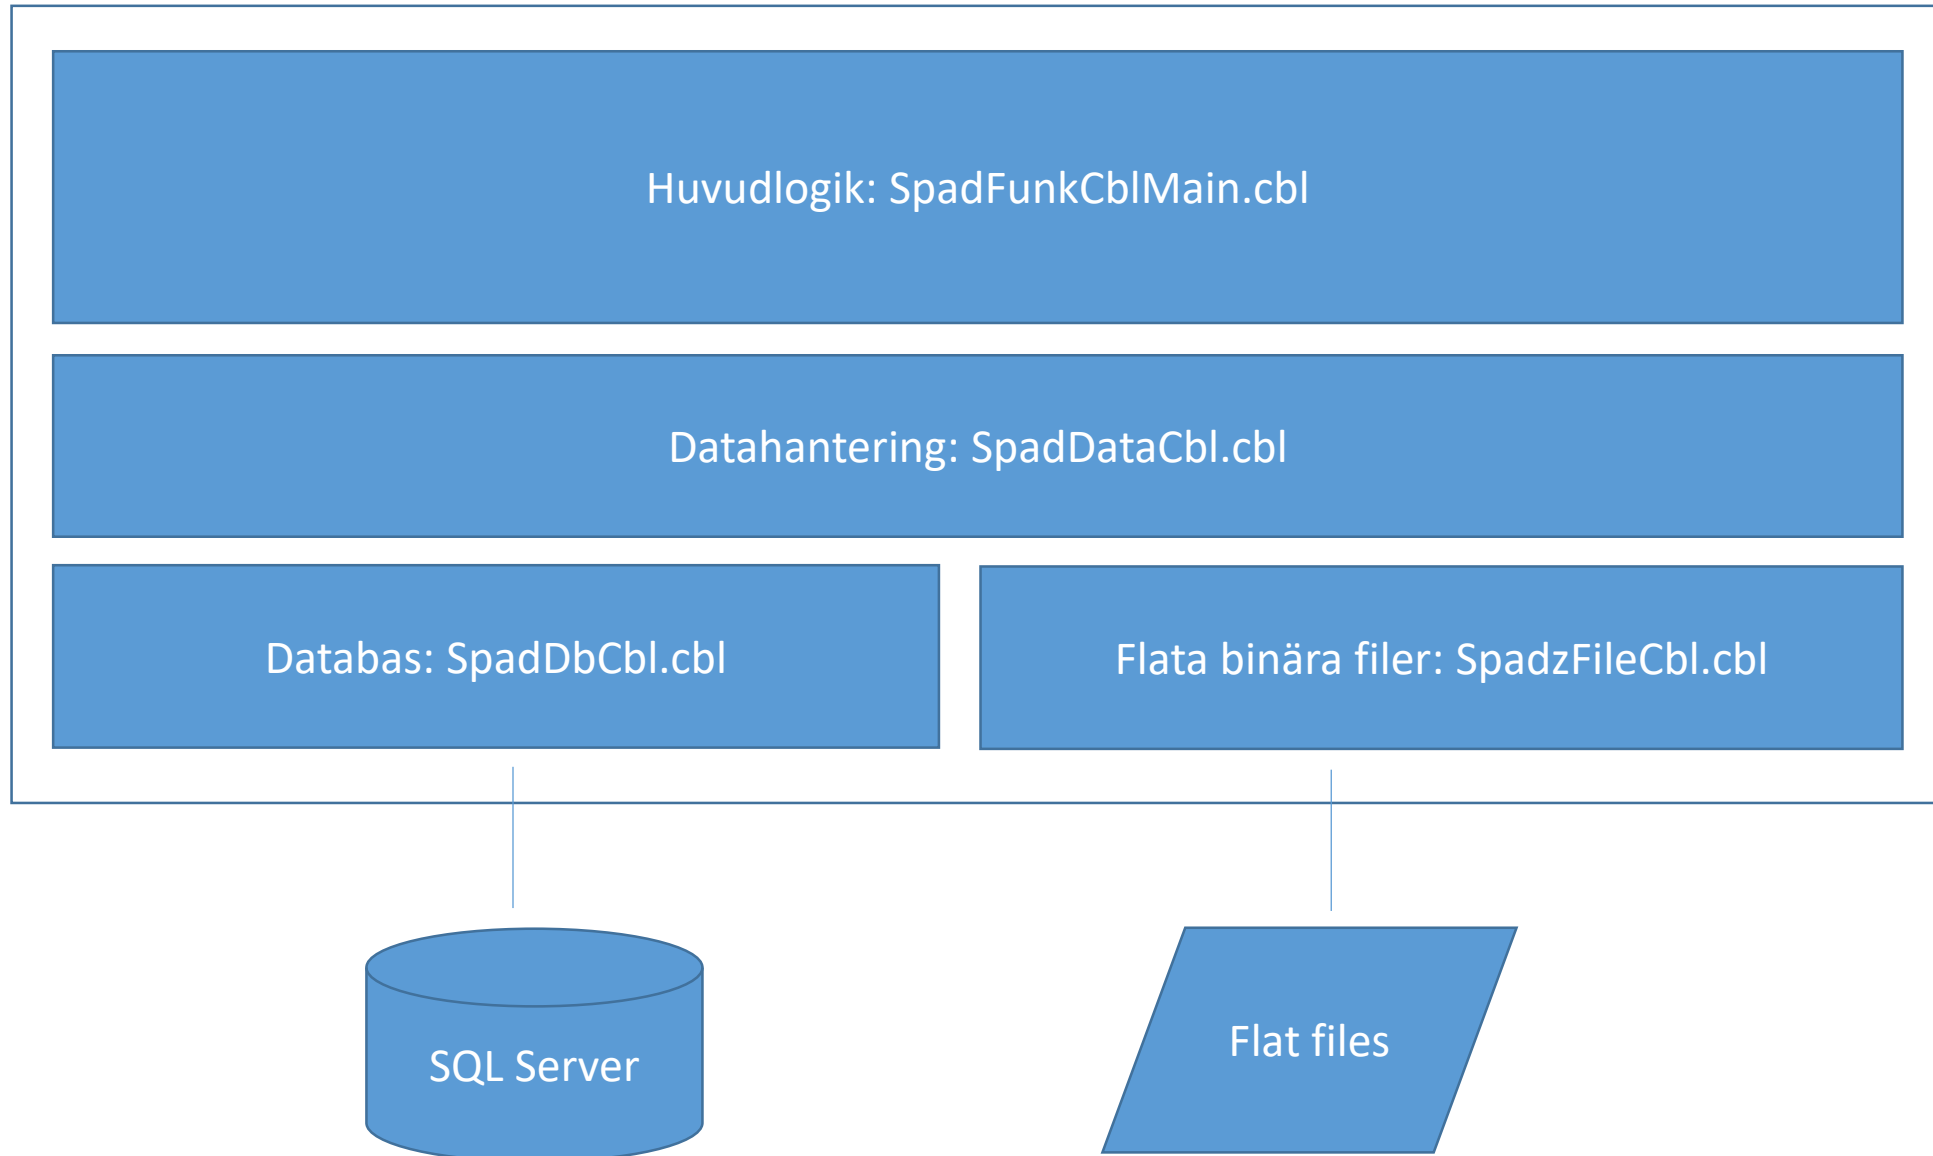 Huvudlogik: SpadFunkCblMain.cbl
Datahantering: SpadDataCbl.cbl
Databas: SpadDbCbl.cbl
Flata binära filer: SpadzFileCbl.cbl
SQL Server
Flat files